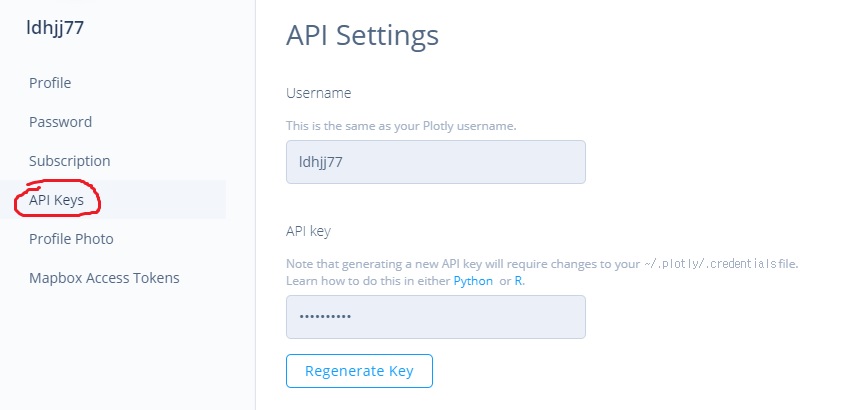 ldhjj77
Profile
Password
Subscription
API Keys
Profile Photo
Mapbox Access Tokens
API Settings
Username
This is the same as your Plotly username.
ldhjj77
API key
Note that generating a new API key will require changes to your ~/.plotly/.credentials file.
Learn how to do this in either Python or R.
••••••••••
Regenerate Key